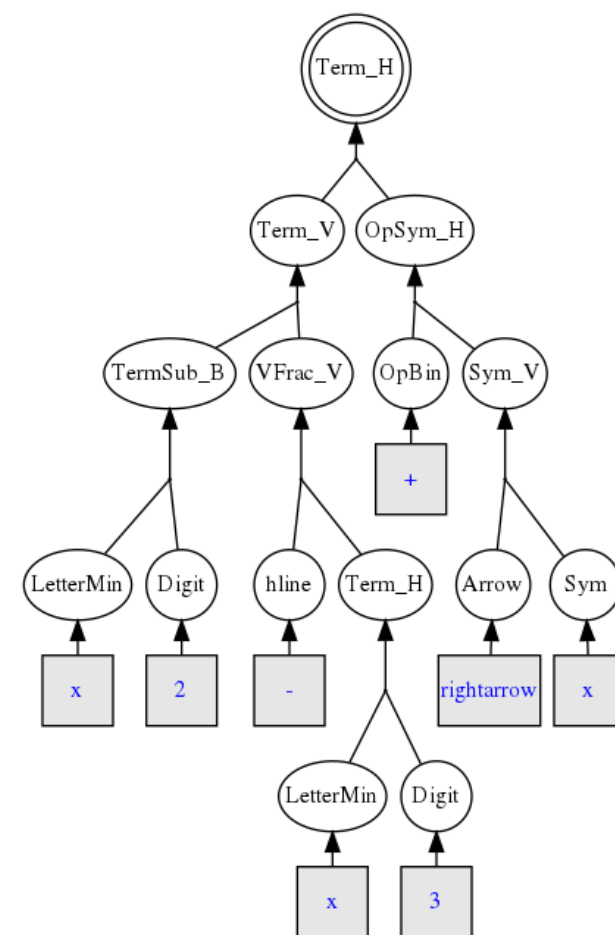 Term_H
Term_V OpSym_H
TermSub_B VFrac_V OpBin Sym_V
+
LetterMin Digit hline Term_H Arrow Sym
x 2 - rightarrow x
LetterMin Digit
x 3